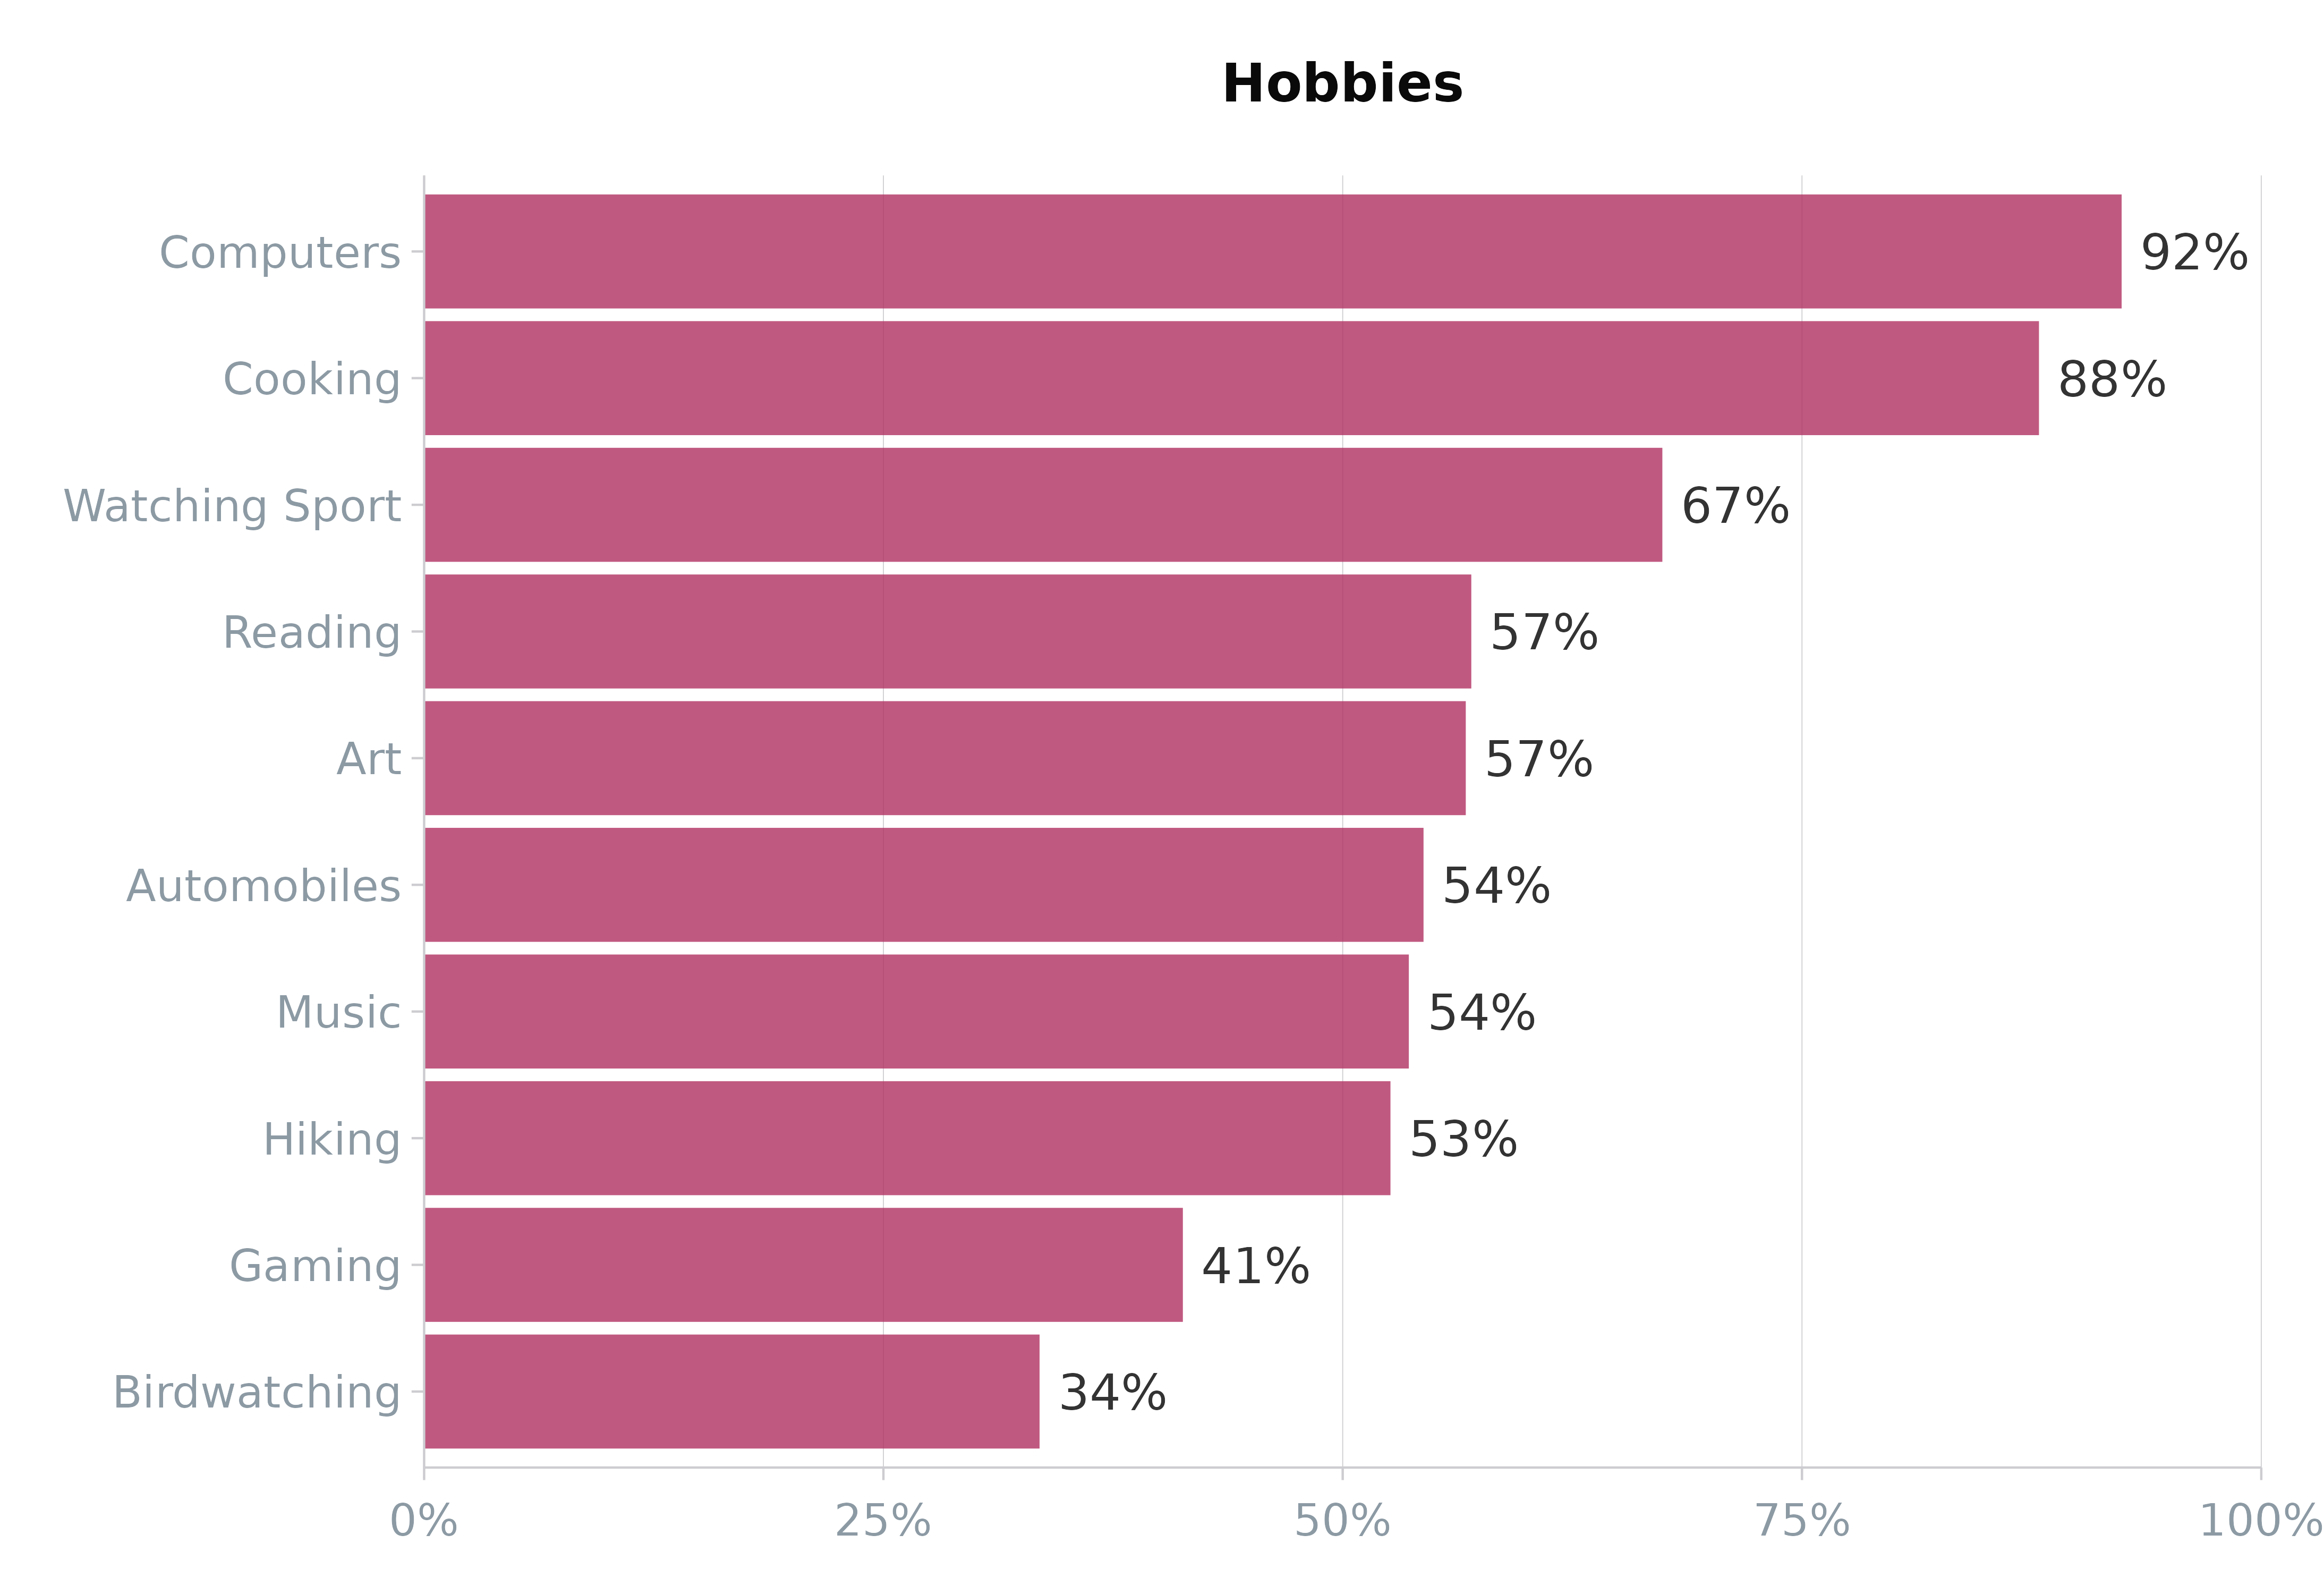 Hobbies
Computers 92%
Cooking 88%
Watching Sport 67%
Reading 57%
Art 57%
Automobiles 54%
Music 54%
Hiking 53%
Gaming 41%
Birdwatching 34%
0% 25% 50% 75% 100%